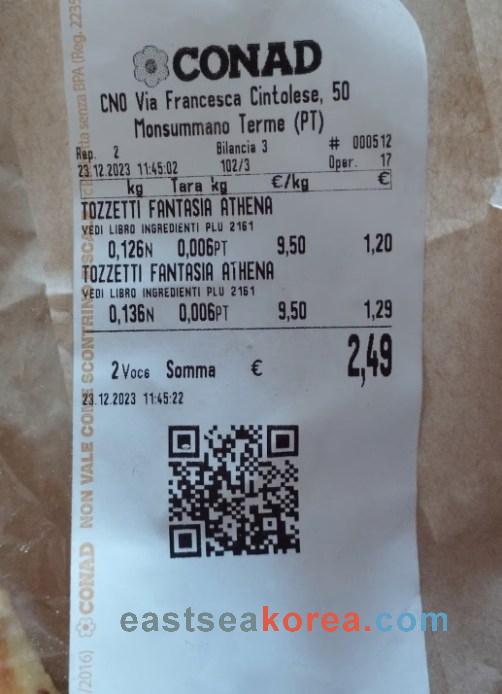 CONAD
CNO Via Francesca Cintolese, 50
Monsummano Terme (PT)
Rep. 2 Bilancia 3 # 000512
23.12.2023 11:45:02 102/3 Oper. 17
kg Tara kg €/kg €
TOZZETTI FANTASIA ATHENA
VEDI LIBRO INGREDIENTI PLU 2161
0,126N 0,006PT 9,50 1,20
TOZZETTI FANTASIA ATHENA
VEDI LIBRO INGREDIENTI PLU 2161
0,136N 0,006PT 9,50 1,29
2 Voce Somma € 2,49
23.12.2023 11:45:22
CONAD NON VALE COME SCONTRINO
senza BPA (Reg. 2235
/2016)
eastseakorea.com